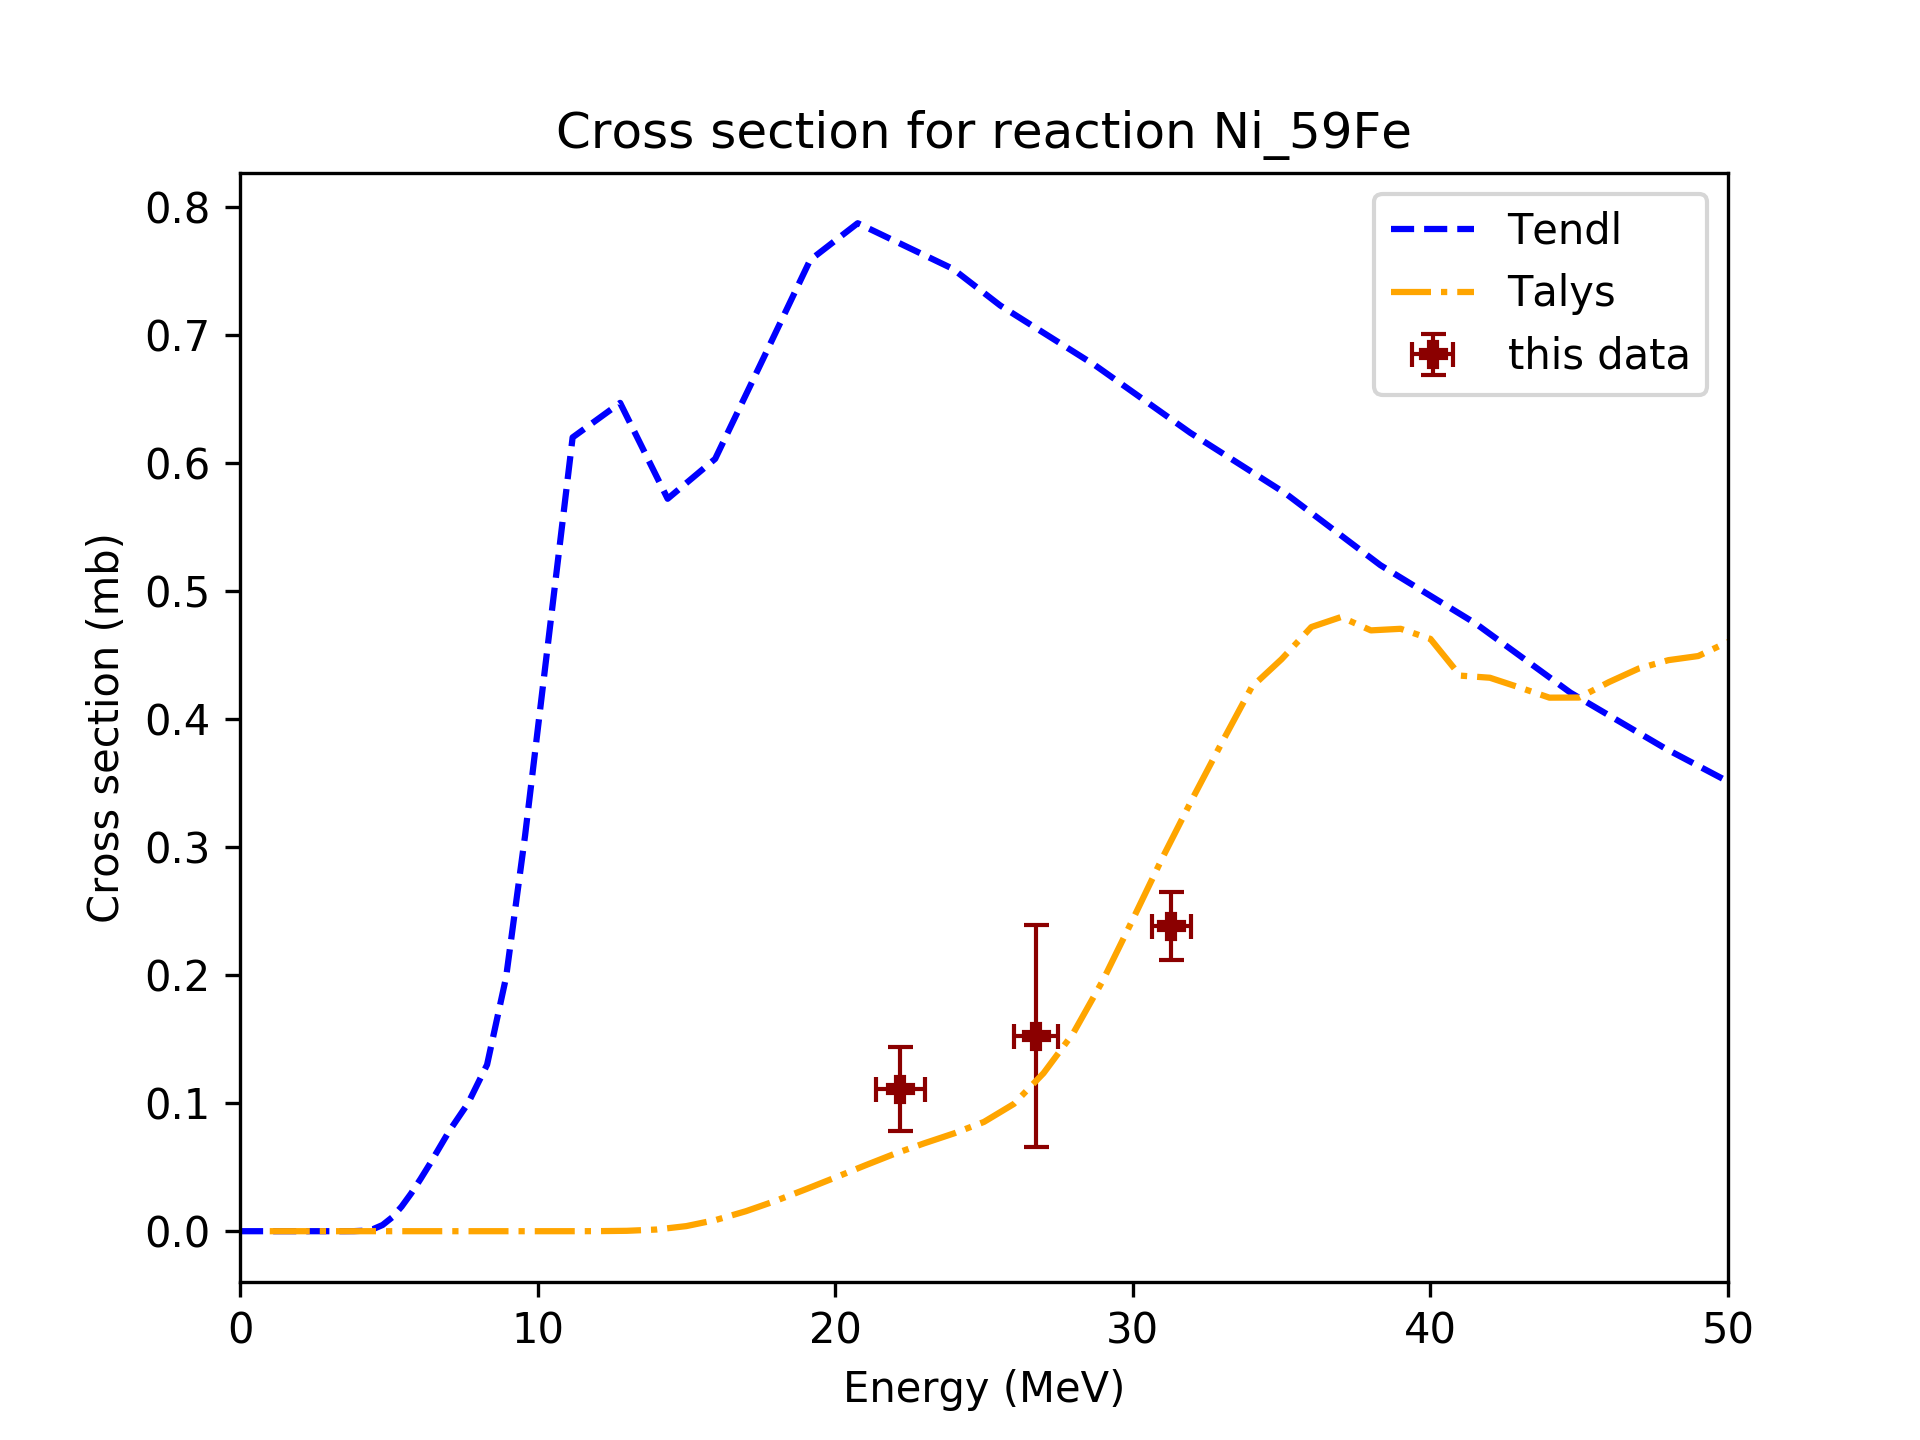 Cross section for reaction Ni_59Fe
Tendl
Talys
this data
Cross section (mb)
0.8
0.7
0.6
0.5
0.4
0.3
0.2
0.1
0.0
0 10 20 30 40 50
Energy (MeV)